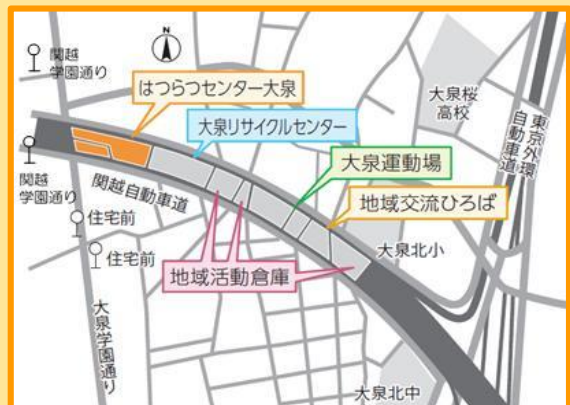 N
関越
学園通り
はつらつセンター大泉
大泉リサイクルセンター
大泉桜
高校
東京外環
自動車道
大泉運動場
関越
学園通り
関越自動車道
地域交流ひろば
住宅前
大泉北小
住宅前
地域活動倉庫
大泉学園通り
大泉北中